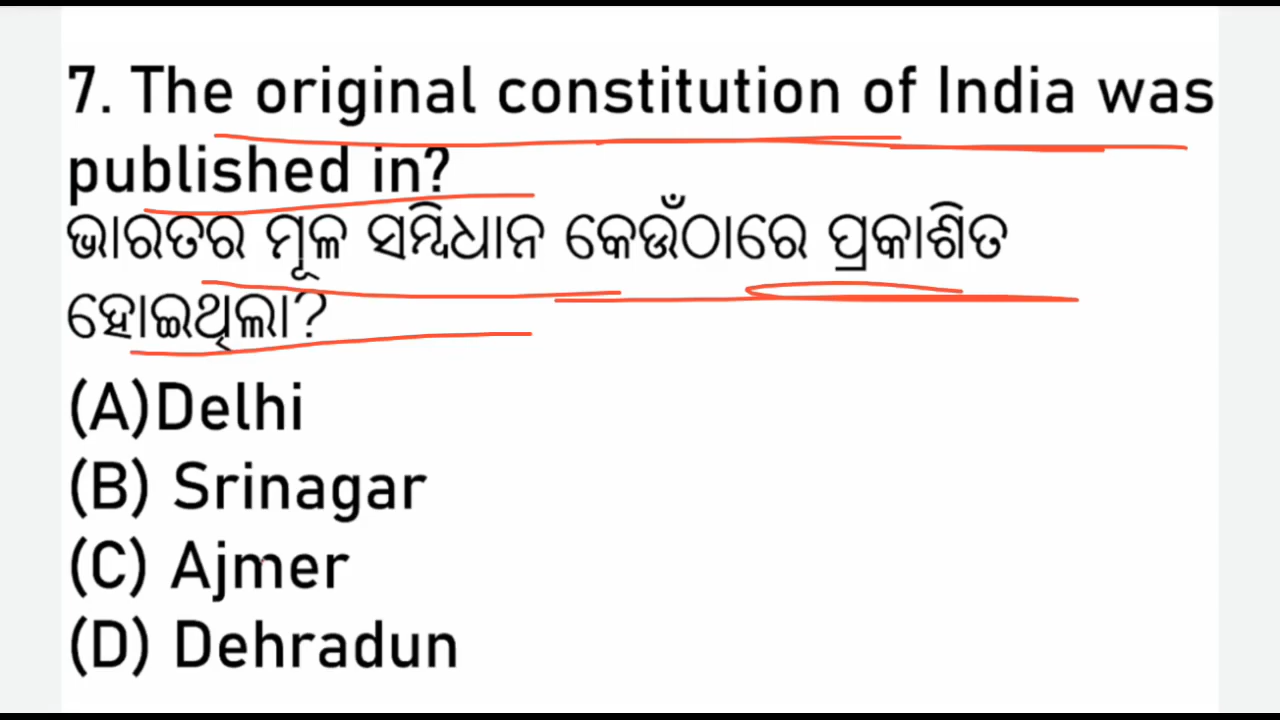 7. The original constitution of India was
published in?
ଭାରତର ମୂଳ ସମ୍ବିଧାନ କେଉଁଠାରେ ପ୍ରକାଶିତ
ହୋଇଥିଲା?
(A)Delhi
(B) Srinagar
(C) Ajmer
(D) Dehradun